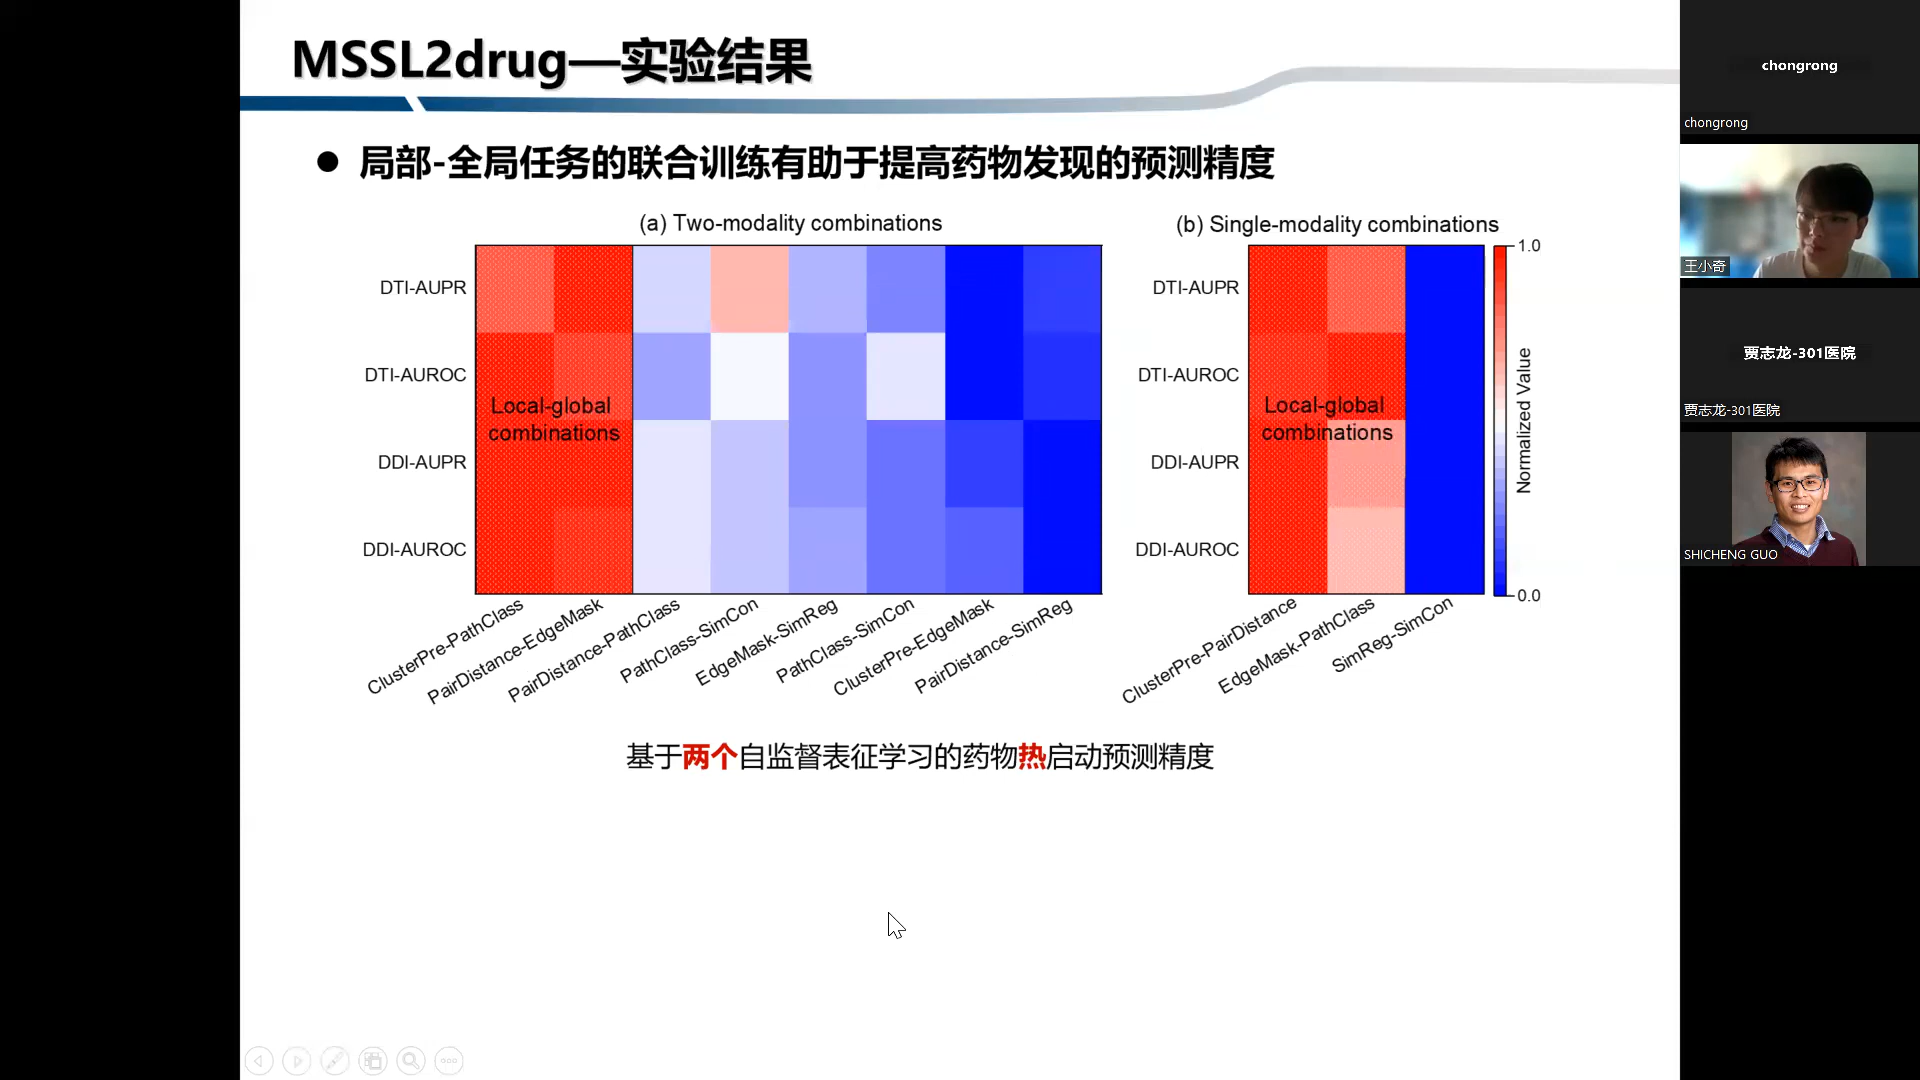 MSSL2drug—实验结果
● 局部-全局任务的联合训练有助于提高药物发现的预测精度
(a) Two-modality combinations
DTI-AUPR
DTI-AUROC
DDI-AUPR
DDI-AUROC
Local-global
combinations
ClusterPre-PathClass
PairDistance-EdgeMask
PairDistance-PathClass
PathClass-SimCon
EdgeMask-SimReg
PathClass-SimCon
ClusterPre-EdgeMask
PairDistance-SimReg
(b) Single-modality combinations
DTI-AUPR
DTI-AUROC
DDI-AUPR
DDI-AUROC
Local-global
combinations
ClusterPre-PairDistance
EdgeMask-PathClass
SimReg-SimCon
1.0
Normalized Value
0.0
基于两个自监督表征学习的药物热启动预测精度
chongrong
chongrong
王小奇
贾志龙-301医院
贾志龙-301医院
SHICHENG GUO